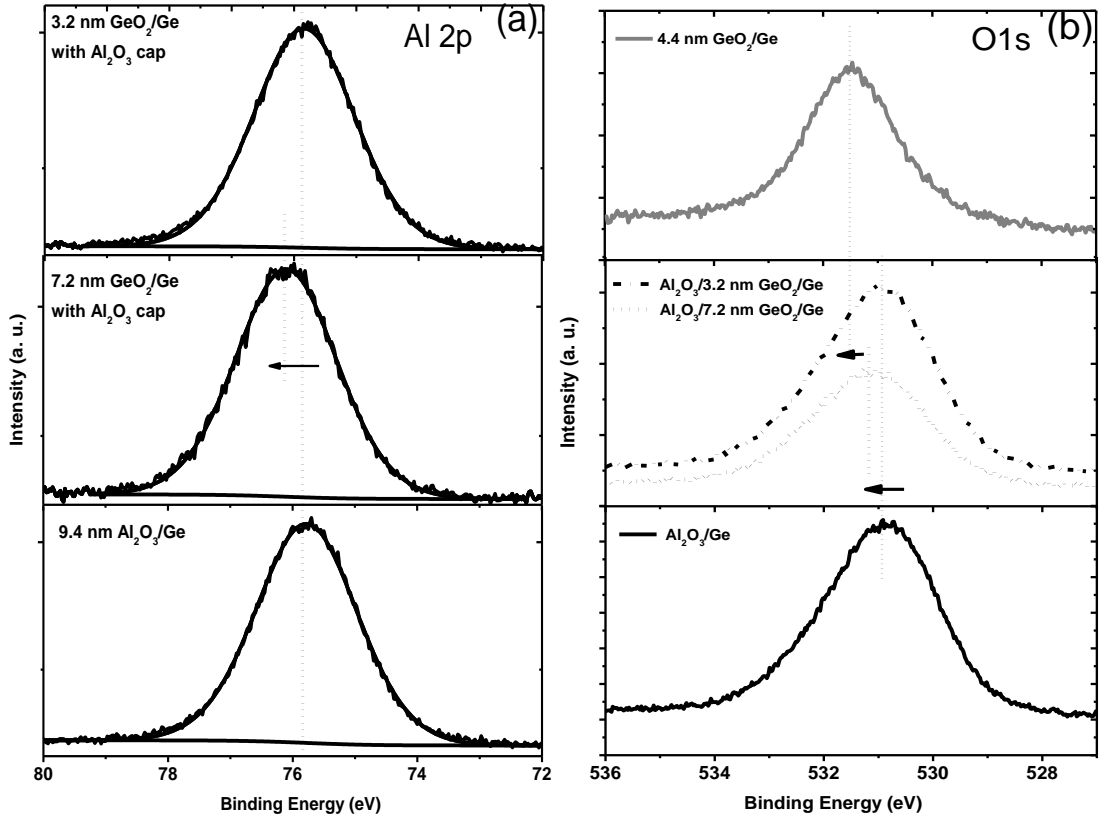 3.2 nm GeO₂/Ge
with Al₂O₃ cap
Al 2p
(a)
7.2 nm GeO₂/Ge
with Al₂O₃ cap
9.4 nm Al₂O₃/Ge
Intensity (a. u.)
80 78 76 74 72
Binding Energy (eV)
4.4 nm GeO₂/Ge
O1s
(b)
Al₂O₃/3.2 nm GeO₂/Ge
Al₂O₃/7.2 nm GeO₂/Ge
Al₂O₃/Ge
Intensity (a. u.)
536 534 532 530 528
Binding Energy (eV)